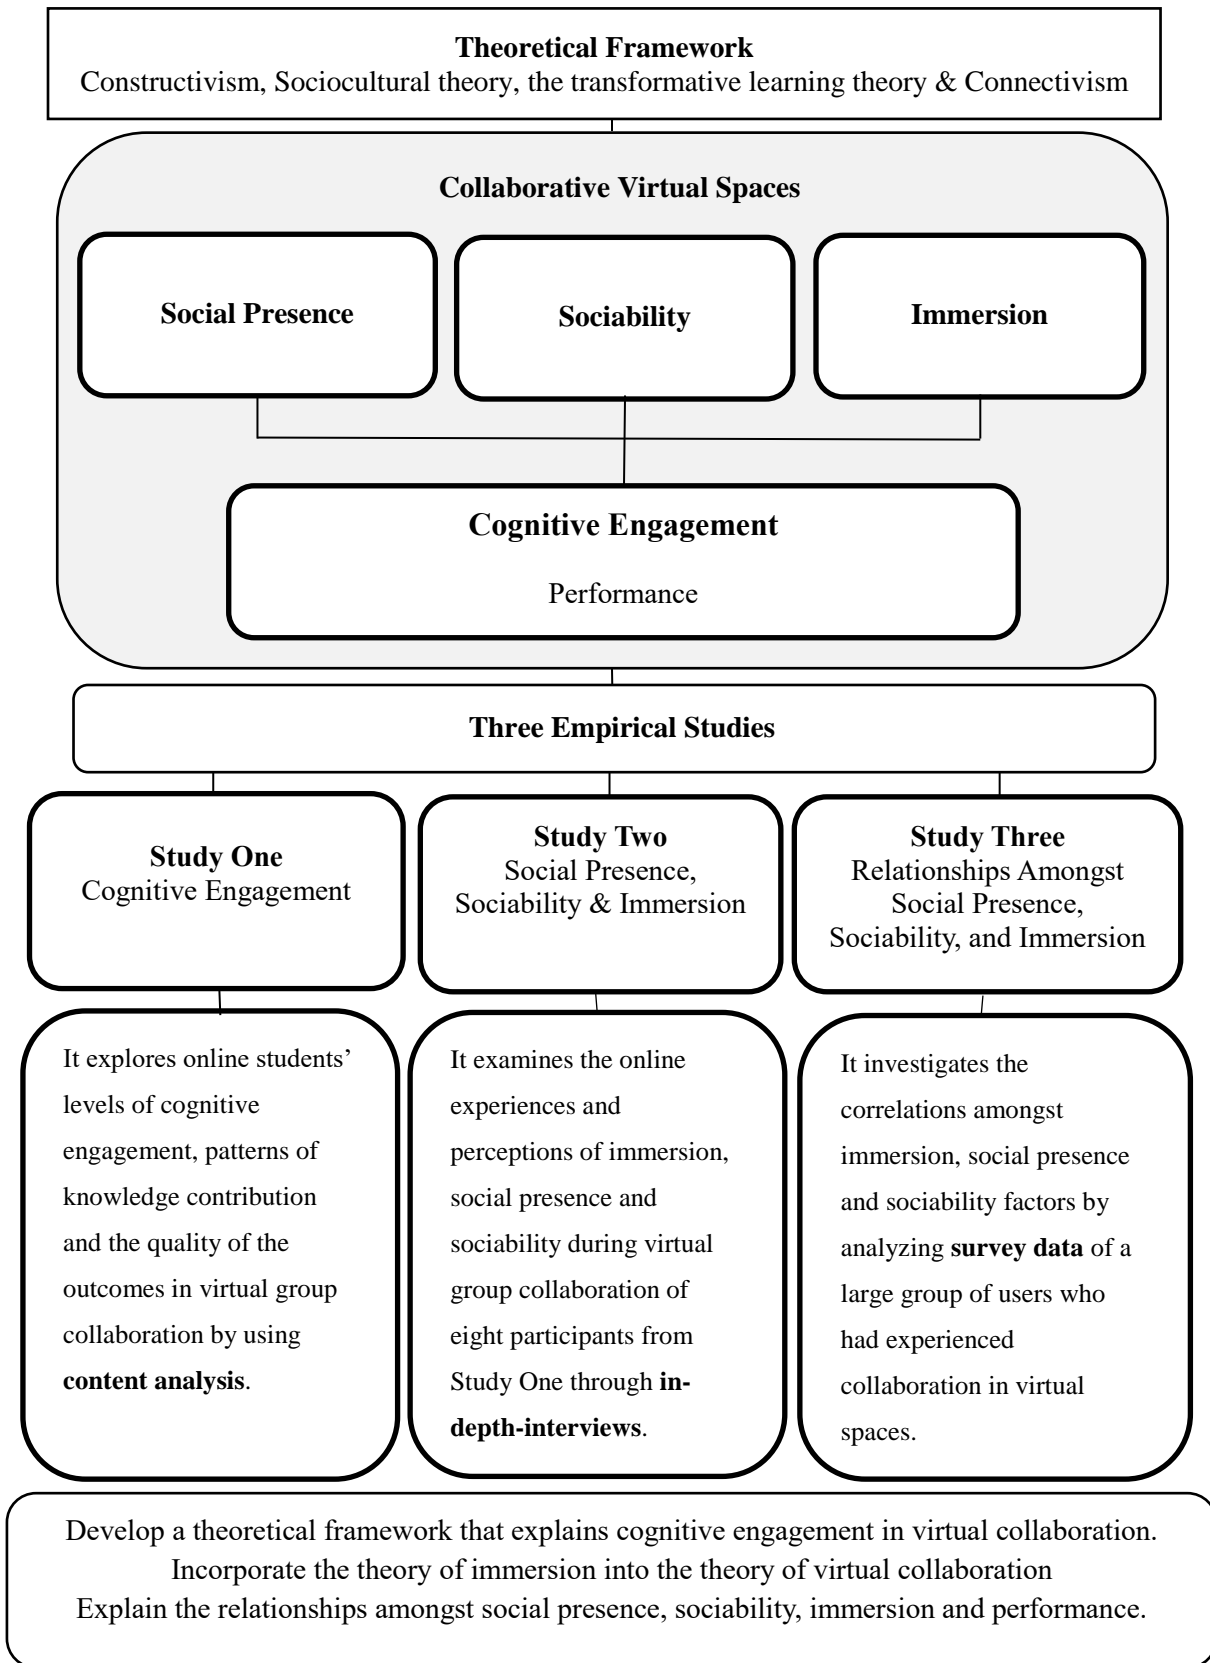 Theoretical Framework
Constructivism, Sociocultural theory, the transformative learning theory & Connectivism
Collaborative Virtual Spaces
Social Presence
Sociability
Immersion
Cognitive Engagement
Performance
Three Empirical Studies
Study One
Cognitive Engagement
Study Two
Social Presence,
Sociability & Immersion
Study Three
Relationships Amongst
Social Presence,
Sociability, and Immersion
It explores online students’
levels of cognitive
engagement, patterns of
knowledge contribution
and the quality of the
outcomes in virtual group
collaboration by using
content analysis.
It examines the online
experiences and
perceptions of immersion,
social presence and
sociability during virtual
group collaboration of
eight participants from
Study One through in-
depth-interviews.
It investigates the
correlations amongst
immersion, social presence
and sociability factors by
analyzing survey data of a
large group of users who
had experienced
collaboration in virtual
spaces.
Develop a theoretical framework that explains cognitive engagement in virtual collaboration.
Incorporate the theory of immersion into the theory of virtual collaboration
Explain the relationships amongst social presence, sociability, immersion and performance.